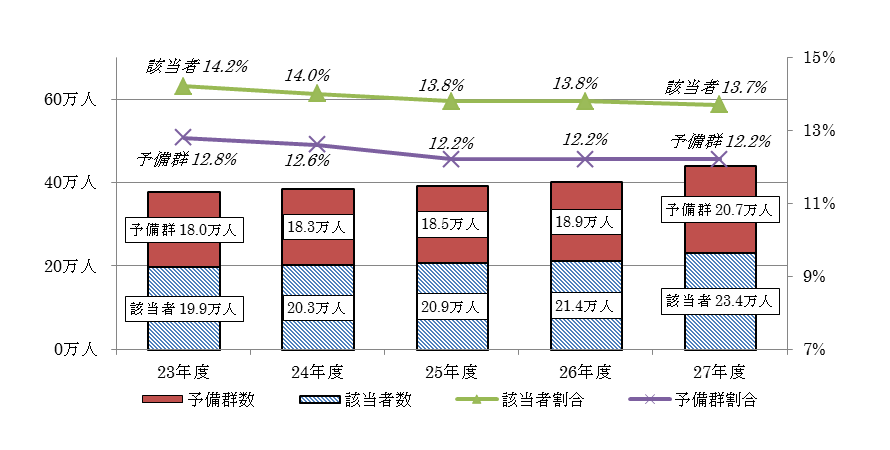 60万人
40万人
20万人
0万人
15%
13%
11%
9%
7%
該当者 14.2%
14.0%
13.8%
13.8%
該当者 13.7%
予備群 12.8%
12.6%
12.2%
12.2%
予備群 12.2%
予備群 18.0万人
18.3万人
18.5万人
18.9万人
予備群 20.7万人
該当者 19.9万人
20.3万人
20.9万人
21.4万人
該当者 23.4万人
23年度
24年度
25年度
26年度
27年度
予備群数
該当者数
該当者割合
予備群割合